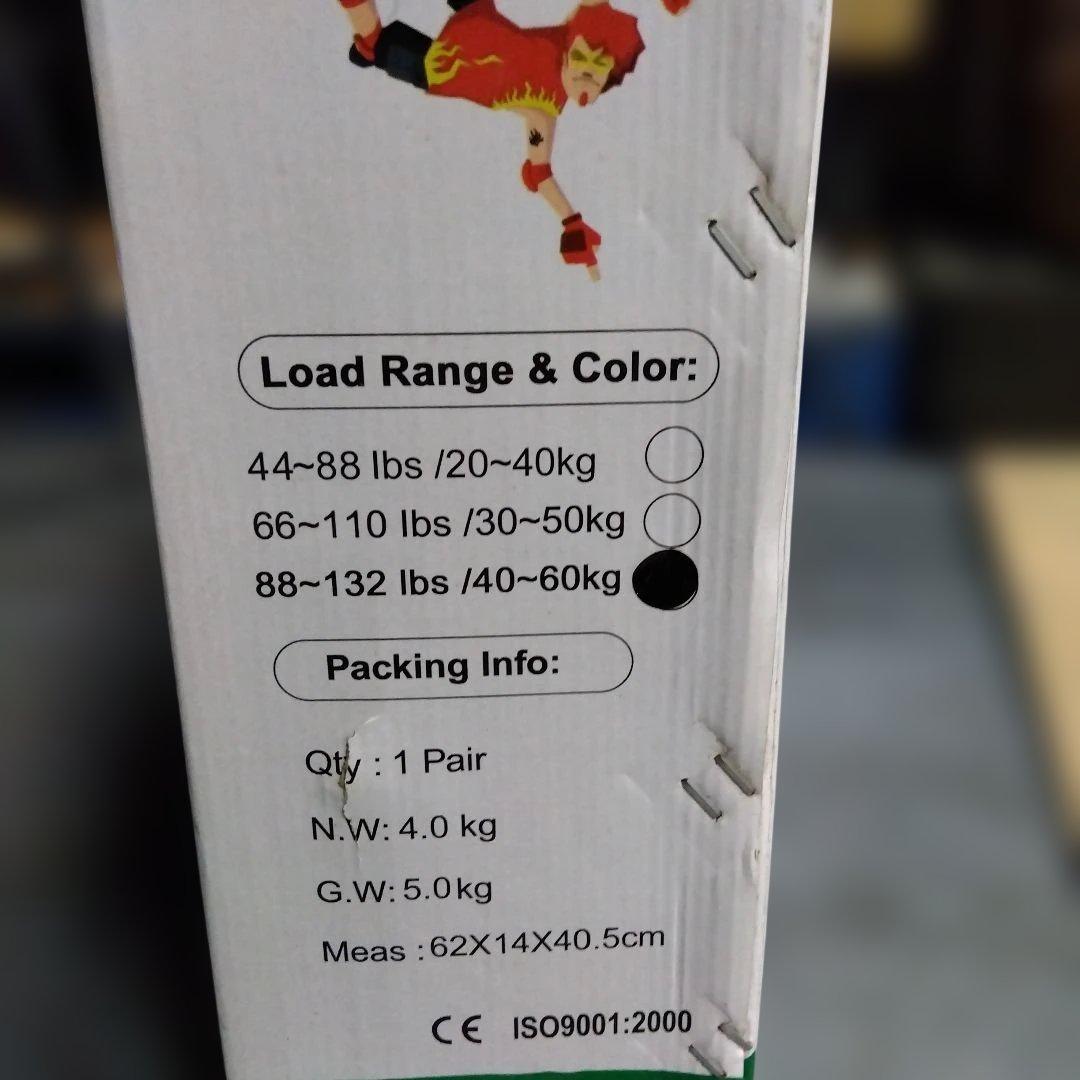 Load Range & Color:
44~88 lbs /20~40kg
66~110 lbs /30~50kg
88~132 lbs /40~60kg
Packing Info:
Qty : 1 Pair
N.W: 4.0 kg
G.W: 5.0kg
Meas :62X14X40.5cm
CE ISO9001:2000